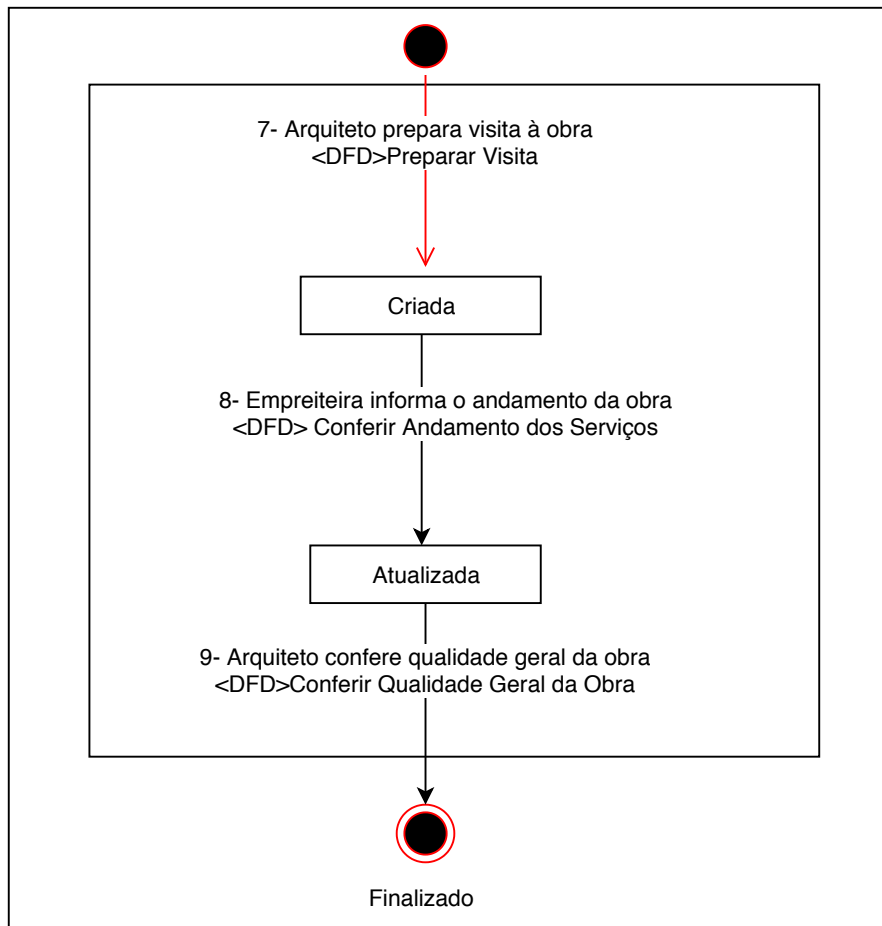 7- Arquiteto prepara visita à obra
<DFD>Preparar Visita
Criada
8- Empreiteira informa o andamento da obra
<DFD> Conferir Andamento dos Serviços
Atualizada
9- Arquiteto confere qualidade geral da obra
<DFD>Conferir Qualidade Geral da Obra
Finalizado